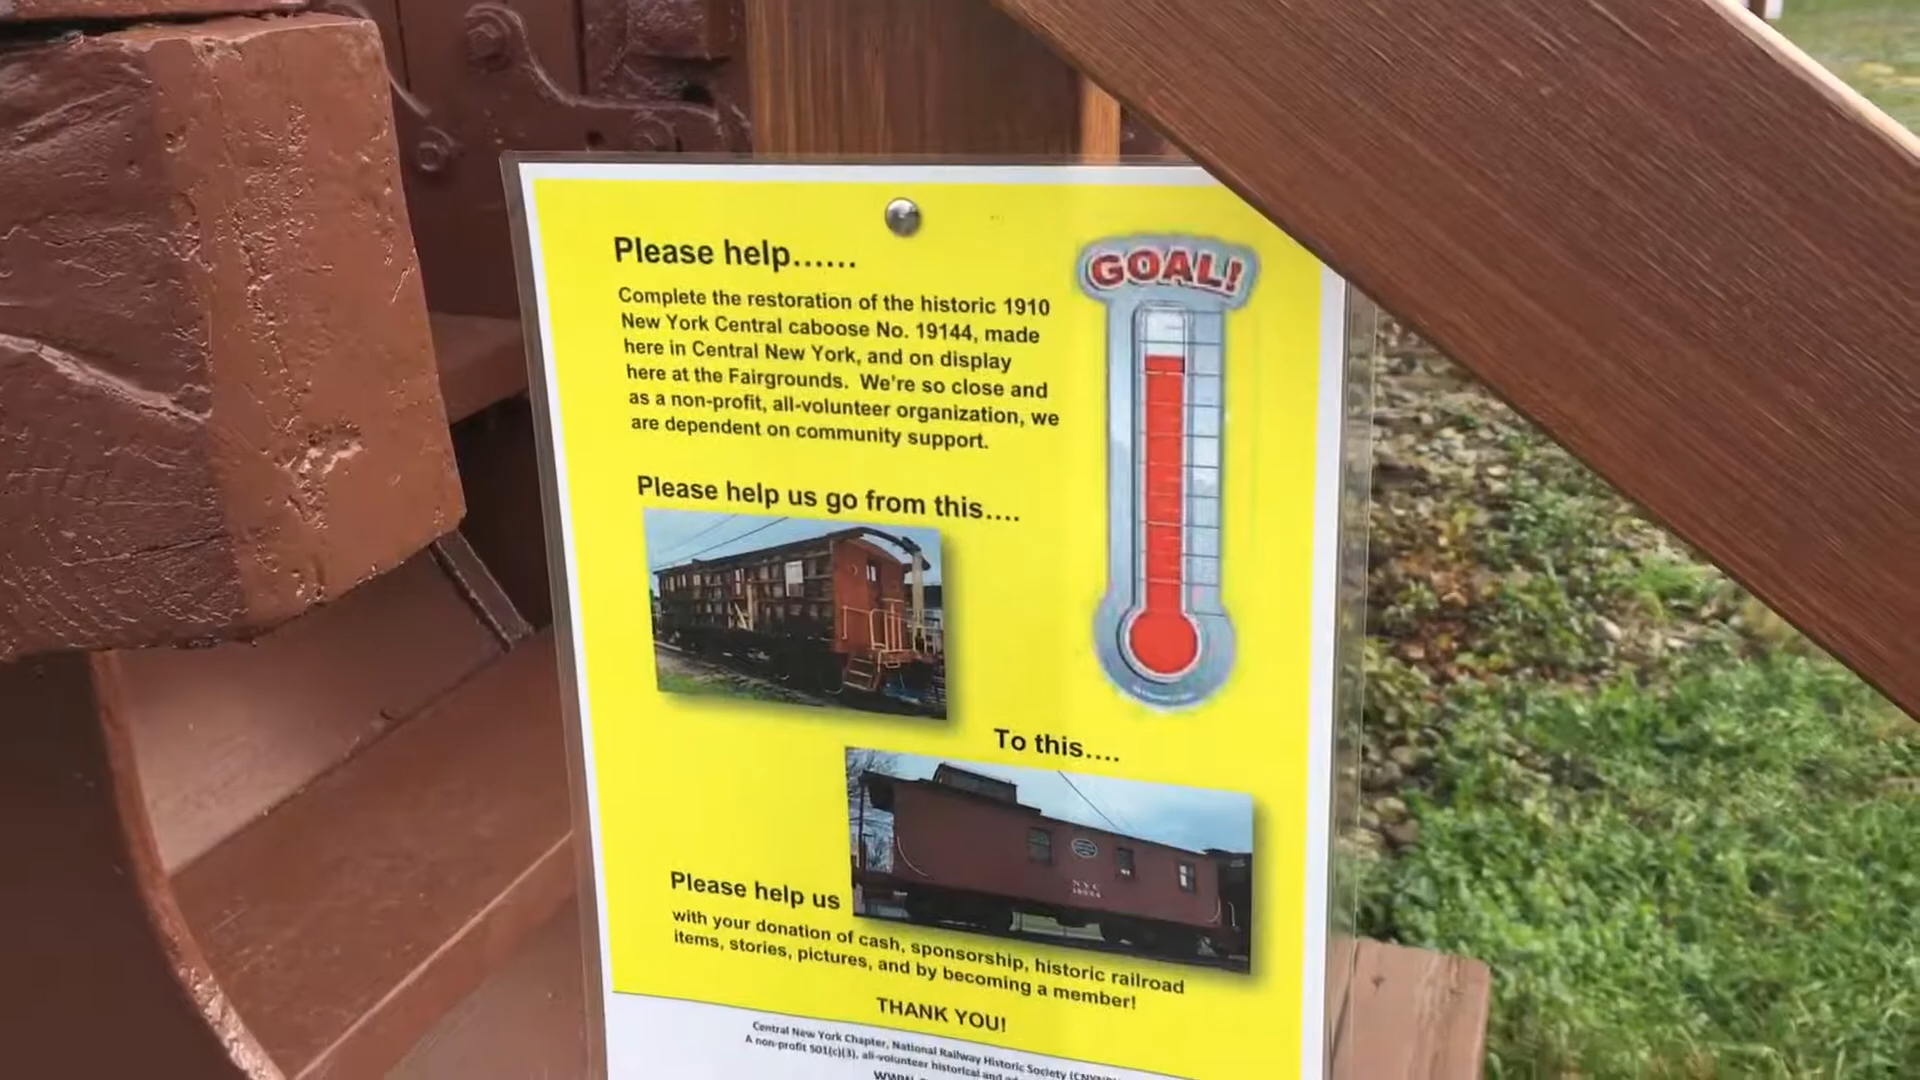 Please help......
GOAL!
Complete the restoration of the historic 1910
New York Central caboose No. 19144, made
here in Central New York, and on display
here at the Fairgrounds. We're so close and
as a non-profit, all-volunteer organization, we
are dependent on community support.
Please help us go from this....
To this....
NYC
Please help us
with your donation of cash, sponsorship, historic railroad
items, stories, pictures, and by becoming a member!
THANK YOU!
Central New York Chapter, National Railway Historic Society
A non-profit 501(c)(3), all-volunteer historical and